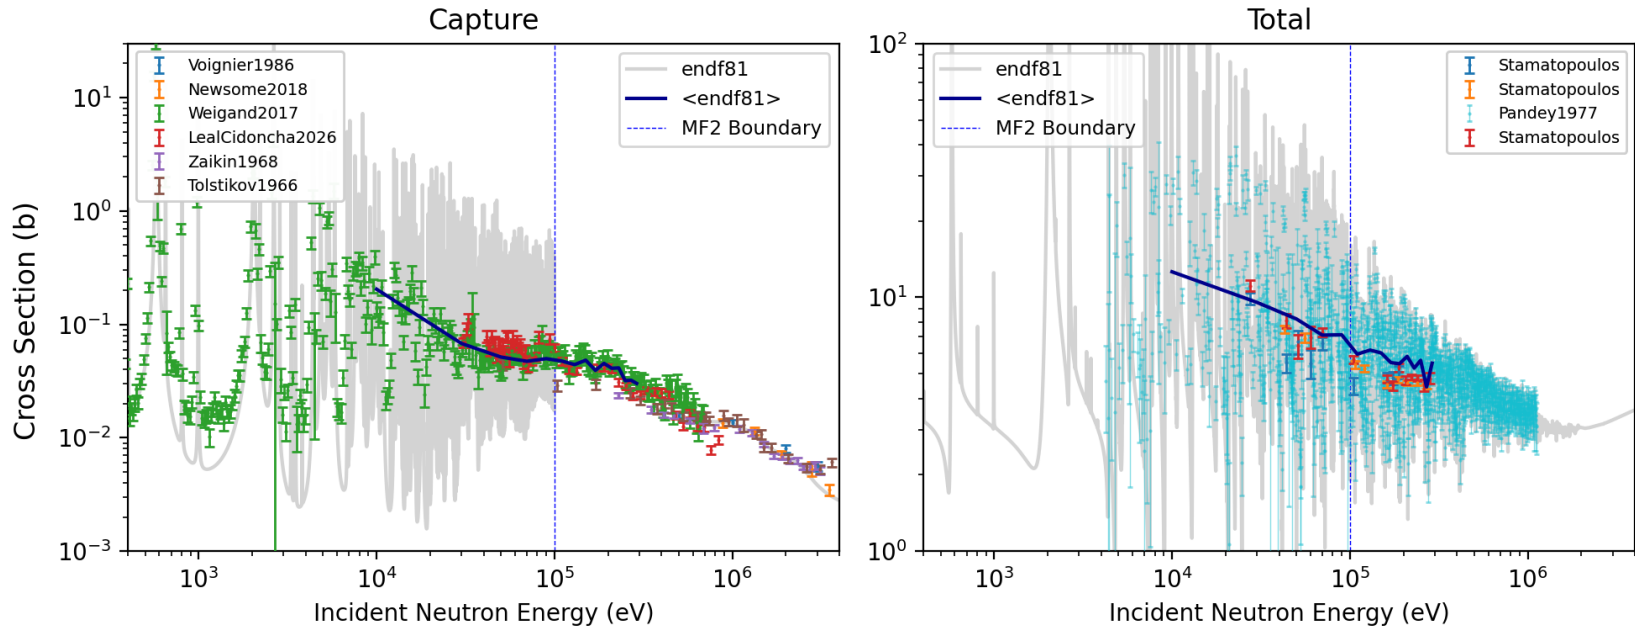 Capture
Total
Cross Section (b)
10¹
10⁰
10⁻¹
10⁻²
10⁻³
Voignier1986
Newsome2018
Weigand2017
LealCidoncha2026
Zaikin1968
Tolstikov1966
endf81
<endf81>
MF2 Boundary
10³
10⁴
10⁵
10⁶
Incident Neutron Energy (eV)
10²
10¹
10⁰
endf81
<endf81>
MF2 Boundary
Stamatopoulos
Stamatopoulos
Pandey1977
Stamatopoulos
10³
10⁴
10⁵
10⁶
Incident Neutron Energy (eV)